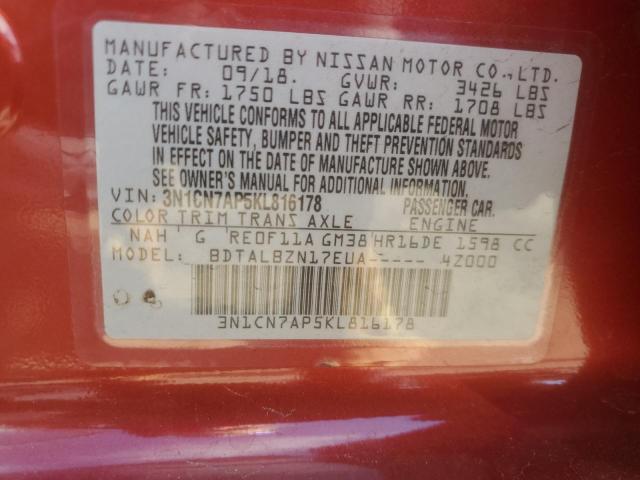 MANUFACTURED BY NISSAN MOTOR CO.,LTD.
DATE: 09/18. GVWR: 3426 LBS
GAWR FR: 1750 LBS GAWR RR: 1708 LBS
THIS VEHICLE CONFORMS TO ALL APPLICABLE FEDERAL MOTOR
VEHICLE SAFETY, BUMPER AND THEFT PREVENTION STANDARDS
IN EFFECT ON THE DATE OF MANUFACTURE SHOWN ABOVE.
SEE OWNER'S MANUAL FOR ADDITIONAL INFORMATION.
VIN: 3N1CN7AP5KL816178 PASSENGER CAR.
COLOR TRIM TRANS AXLE ENGINE
NAH G RE0F11A GM38 HR16DE 1598 CC
MODEL: BDTALBZN17EUA----- 4Z000
3N1CN7AP5KL816178